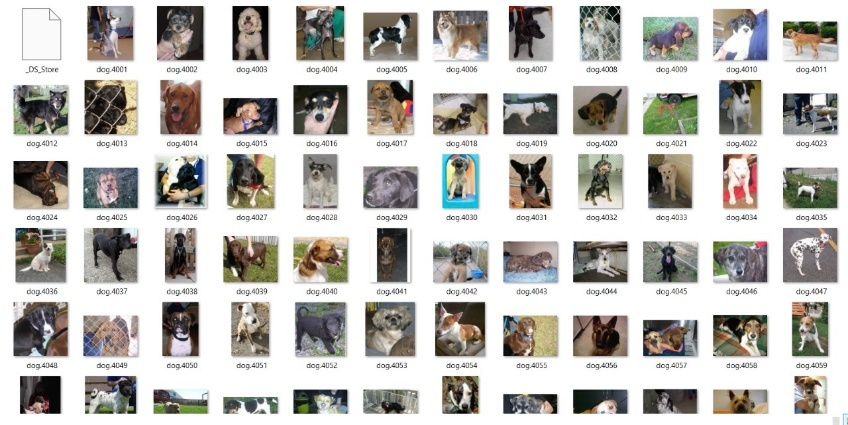 _DS_Store dog.4001 dog.4002 dog.4003 dog.4004 dog.4005 dog.4006 dog.4007 dog.4008 dog.4009 dog.4010 dog.4011
dog.4012 dog.4013 dog.4014 dog.4015 dog.4016 dog.4017 dog.4018 dog.4019 dog.4020 dog.4021 dog.4022 dog.4023
dog.4024 dog.4025 dog.4026 dog.4027 dog.4028 dog.4029 dog.4030 dog.4031 dog.4032 dog.4033 dog.4034 dog.4035
dog.4036 dog.4037 dog.4038 dog.4039 dog.4040 dog.4041 dog.4042 dog.4043 dog.4044 dog.4045 dog.4046 dog.4047
dog.4048 dog.4049 dog.4050 dog.4051 dog.4052 dog.4053 dog.4054 dog.4055 dog.4056 dog.4057 dog.4058 dog.4059